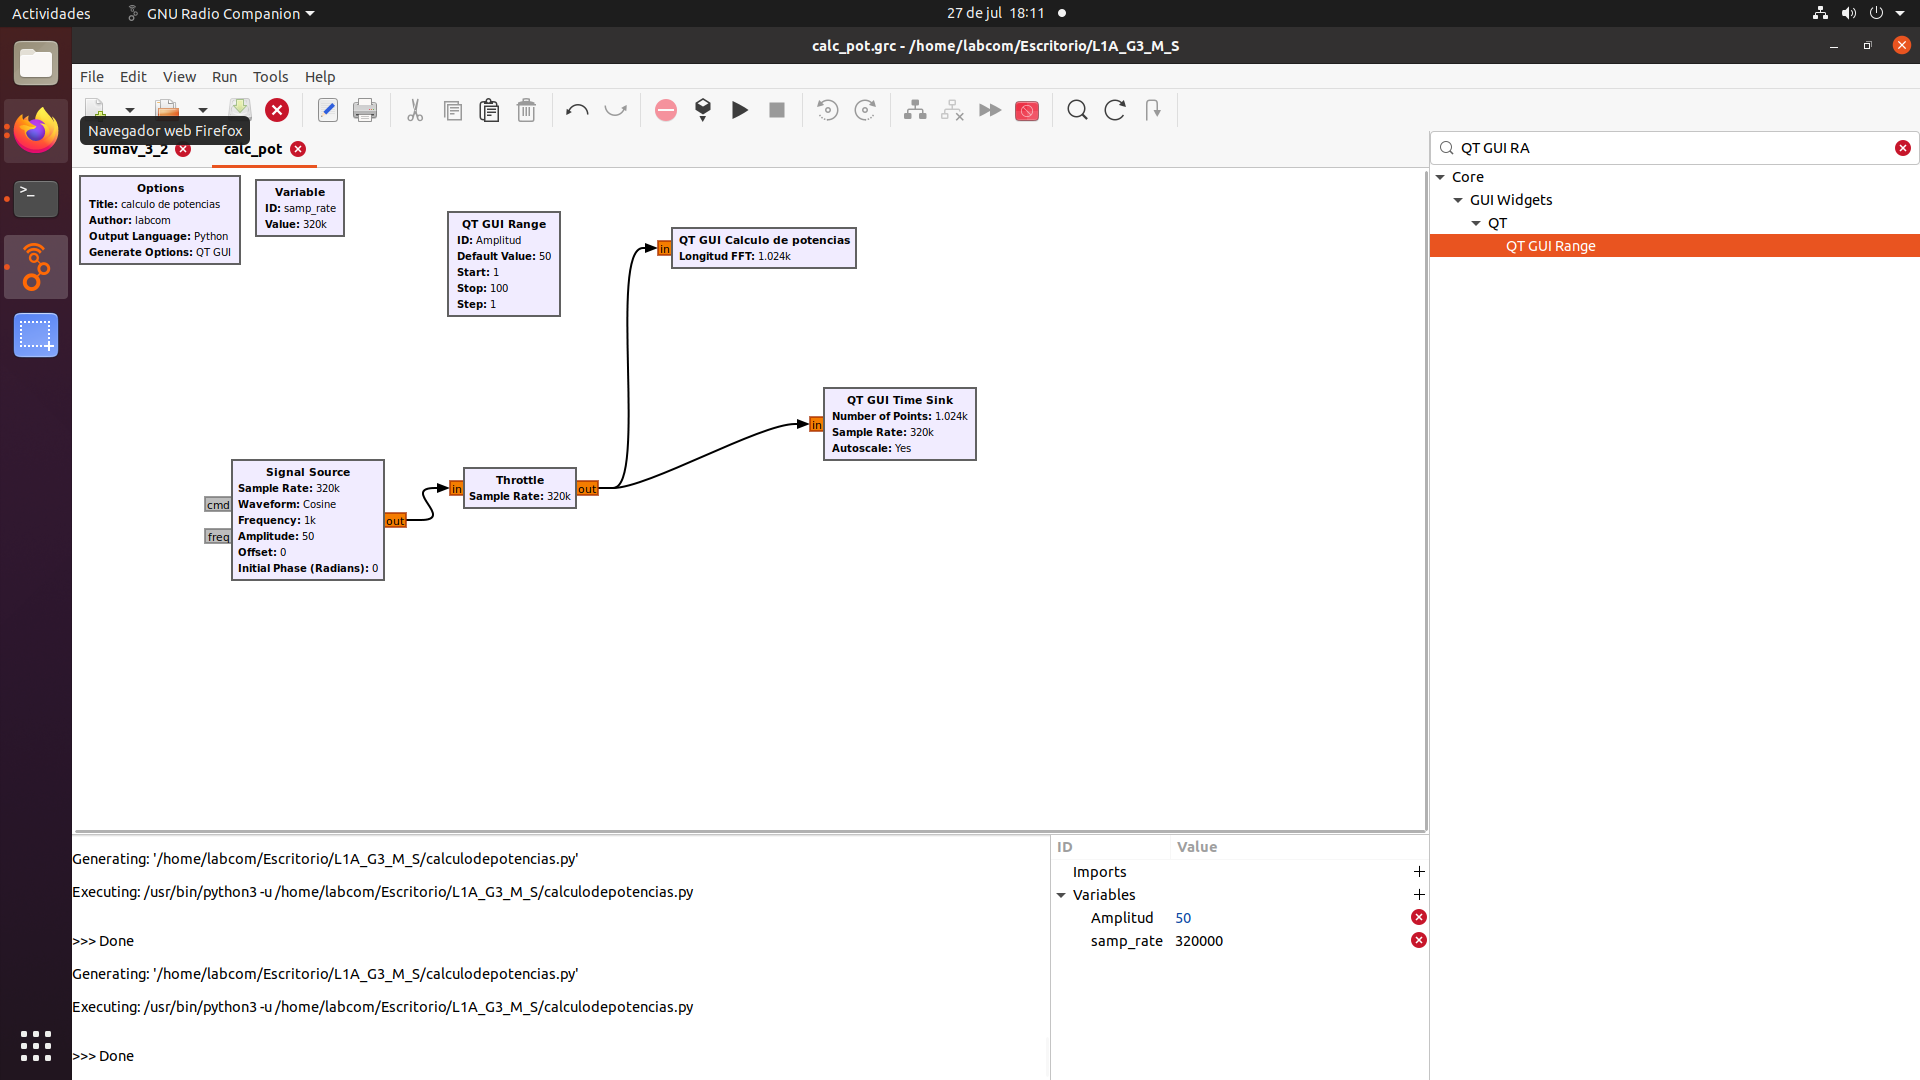 Actividades
GNU Radio Companion
27 de jul 18:11
calc_pot.grc - /home/labcom/Escritorio/L1A_G3_M_S
File Edit View Run Tools Help
Navegador web Firefox
sumav_3_2
calc_pot
QT GUI RA
Core
GUI Widgets
QT
QT GUI Range
Options
Title: calculo de potencias
Author: labcom
Output Language: Python
Generate Options: QT GUI
Variable
ID: samp_rate
Value: 320k
QT GUI Range
ID: Amplitud
Default Value: 50
Start: 1
Stop: 100
Step: 1
in
QT GUI Calculo de potencias
Longitud FFT: 1.024k
in
QT GUI Time Sink
Number of Points: 1.024k
Sample Rate: 320k
Autoscale: Yes
cmd
freq
Signal Source
Sample Rate: 320k
Waveform: Cosine
Frequency: 1k
Amplitude: 50
Offset: 0
Initial Phase (Radians): 0
out
in
Throttle
Sample Rate: 320k
out
Generating: '/home/labcom/Escritorio/L1A_G3_M_S/calculodepotencias.py'
Executing: /usr/bin/python3 -u /home/labcom/Escritorio/L1A_G3_M_S/calculodepotencias.py
>>> Done
Generating: '/home/labcom/Escritorio/L1A_G3_M_S/calculodepotencias.py'
Executing: /usr/bin/python3 -u /home/labcom/Escritorio/L1A_G3_M_S/calculodepotencias.py
>>> Done
ID Value
Imports
Variables
Amplitud 50
samp_rate 320000